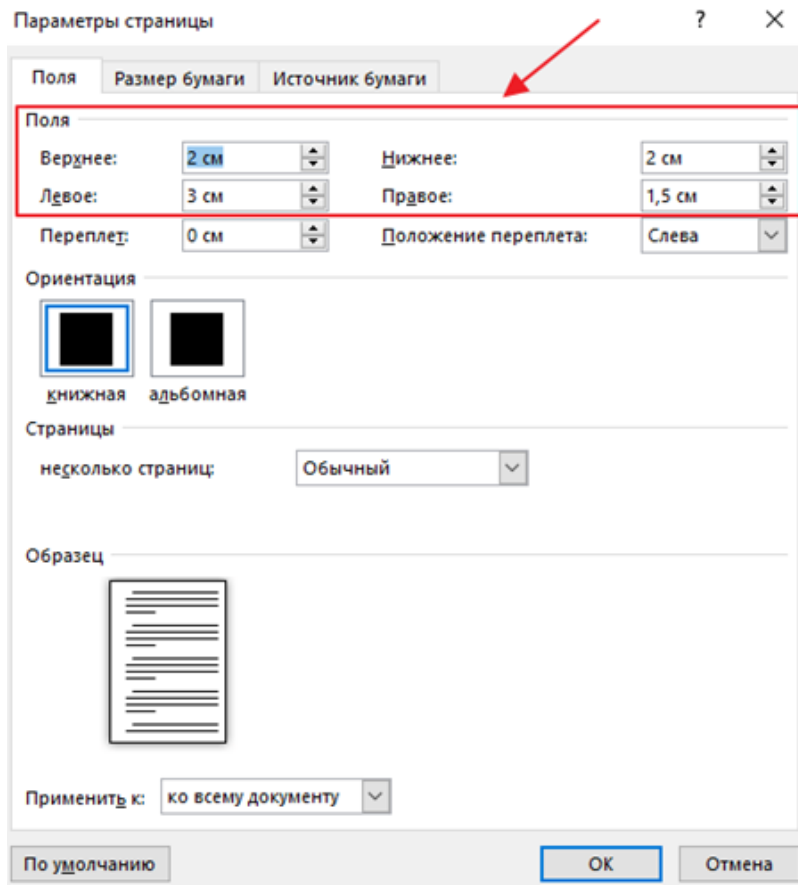 Параметры страницы ? ×
Поля Размер бумаги Источник бумаги
Поля
Верхнее: 2 см Нижнее: 2 см
Левое: 3 см Правое: 1,5 см
Переплет: 0 см Положение переплета: Слева
Ориентация
книжная альбомная
Страницы
несколько страниц: Обычный
Образец
Применить к: ко всему документу
По умолчанию ОК Отмена